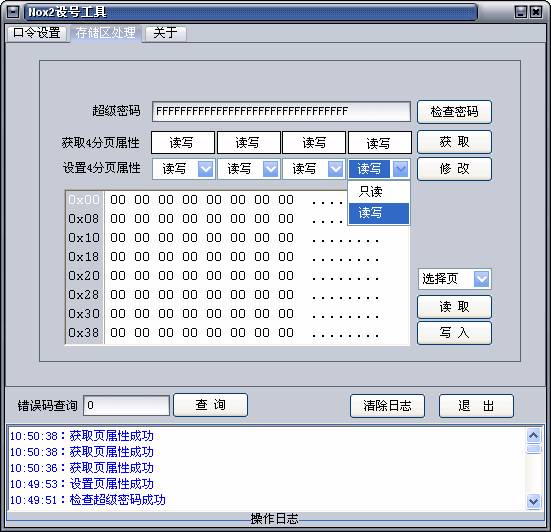 Nox2设号工具
口令设置 存储区处理 关于
超级密码 FFFFFFFFFFFFFFFFFFFFFFFFFFFFFFFF 检查密码
获取4分页属性 读写 读写 读写 读写 获 取
设置4分页属性 读写 读写 读写 读写 修 改
只读
读写
0x00 00 00 00 00 00 00 00 00 ....
0x08 00 00 00 00 00 00 00 00 ....
0x10 00 00 00 00 00 00 00 00 ........
0x18 00 00 00 00 00 00 00 00 ........
0x20 00 00 00 00 00 00 00 00 ........
0x28 00 00 00 00 00 00 00 00 ........
0x30 00 00 00 00 00 00 00 00 ........
0x38 00 00 00 00 00 00 00 00 ........
选择页
读 取
写 入
错误码查询 0 查 询 清除日志 退 出
10:50:38：获取页属性成功
10:50:38：获取页属性成功
10:50:36：获取页属性成功
10:49:53：设置页属性成功
10:49:51：检查超级密码成功
操作日志